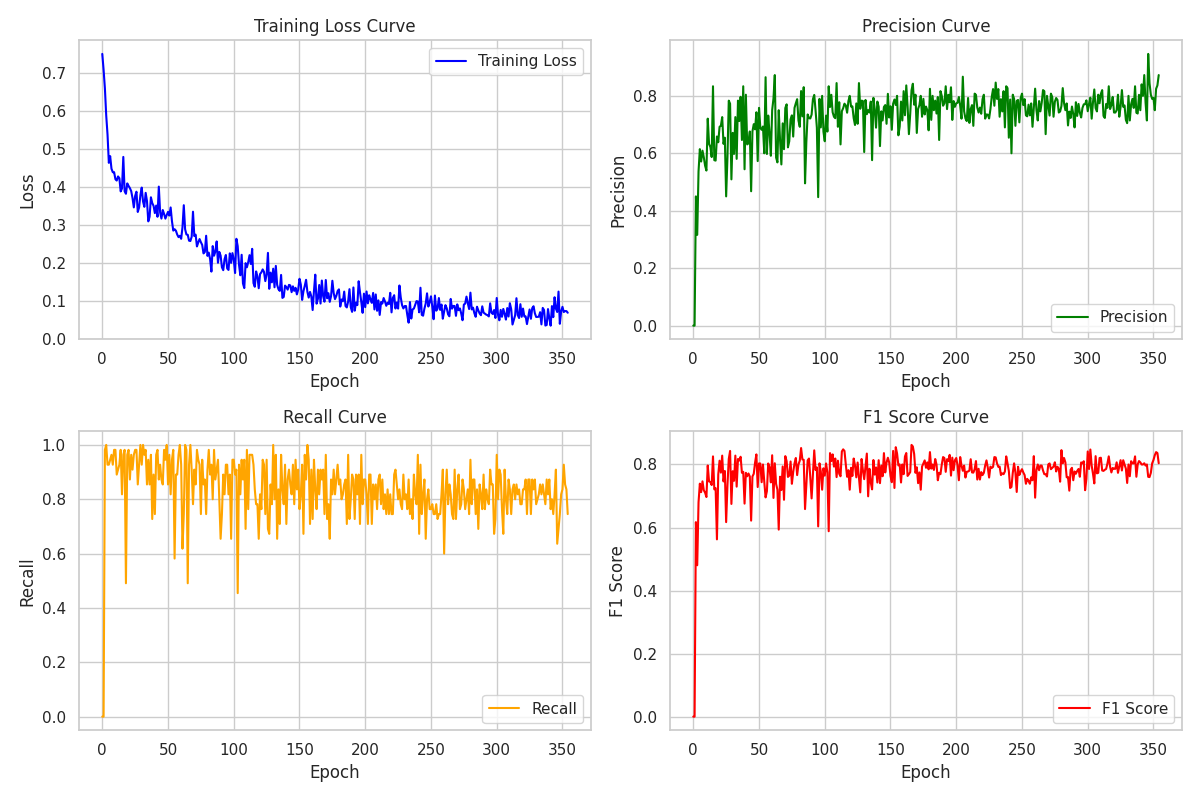 Training Loss Curve
Loss
0.7
0.6
0.5
0.4
0.3
0.2
0.1
0.0
Training Loss
0 50 100 150 200 250 300 350
Epoch
Precision Curve
Precision
0.8
0.6
0.4
0.2
0.0
Precision
0 50 100 150 200 250 300 350
Epoch
Recall Curve
Recall
1.0
0.8
0.6
0.4
0.2
0.0
Recall
0 50 100 150 200 250 300 350
Epoch
F1 Score Curve
F1 Score
0.8
0.6
0.4
0.2
0.0
F1 Score
0 50 100 150 200 250 300 350
Epoch